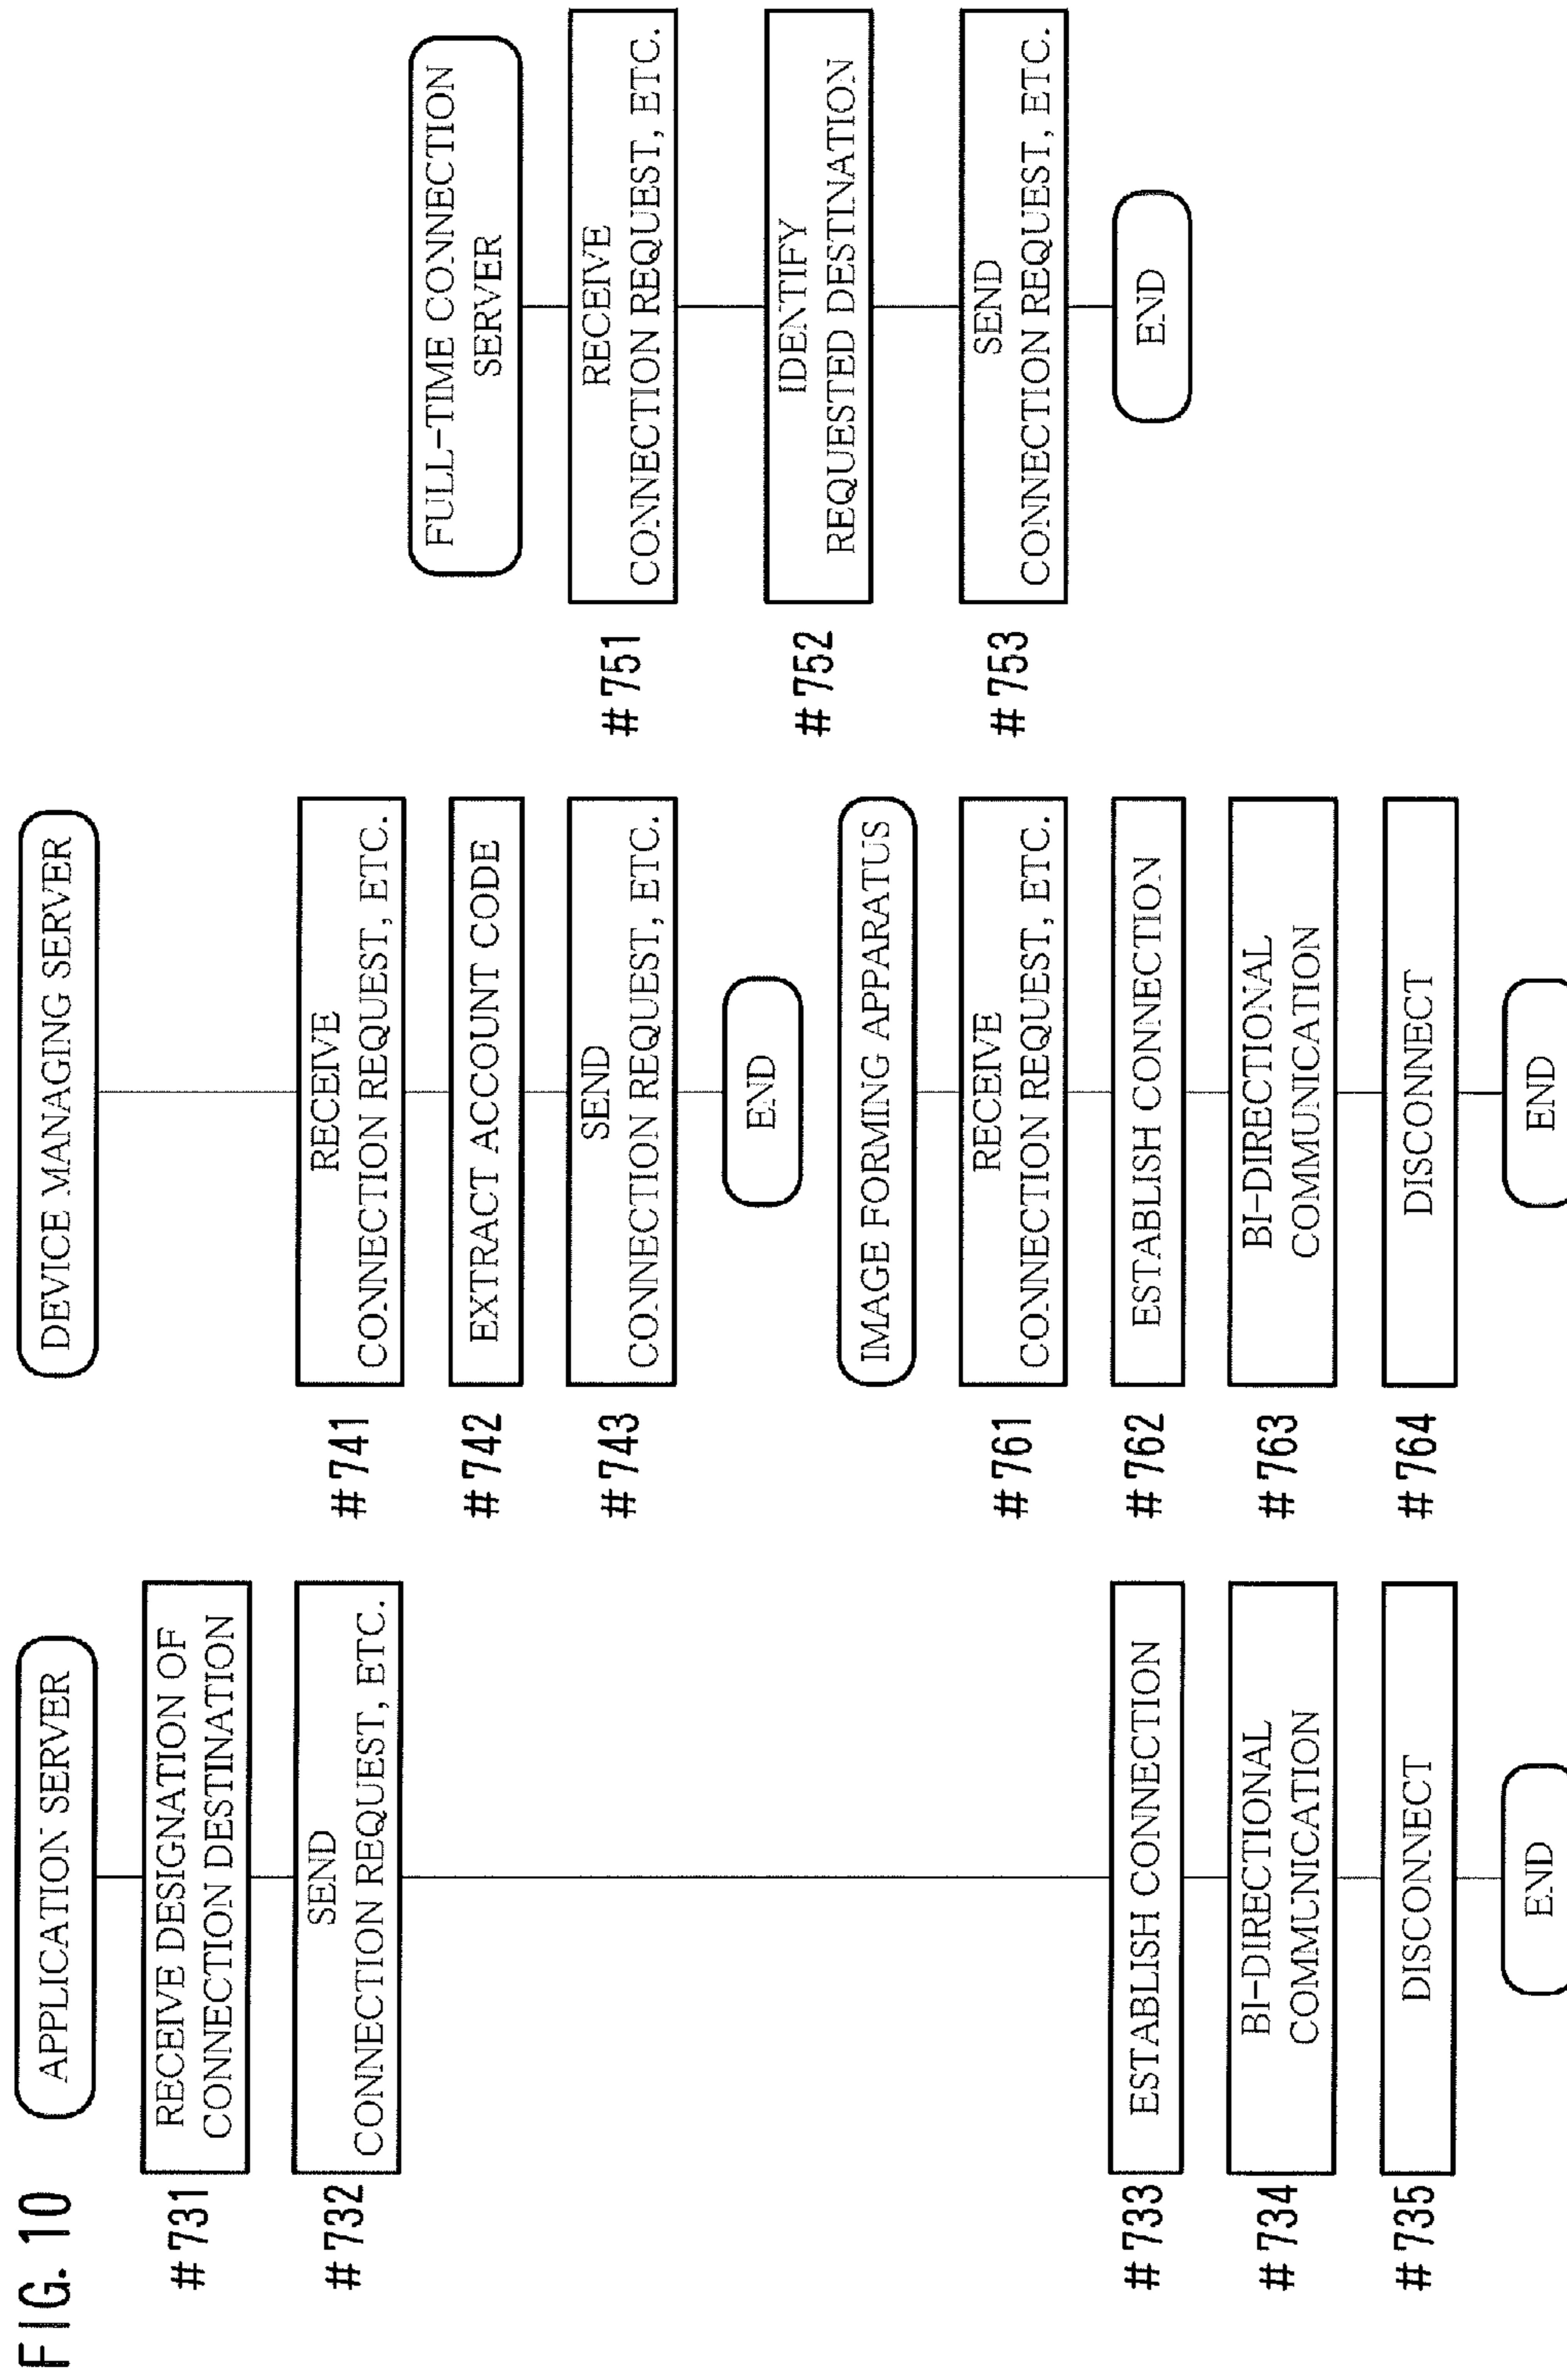 FIG. 10
APPLICATION SERVER
#731
RECEIVE DESIGNATION OF
CONNECTION DESTINATION
#732
SEND
CONNECTION REQUEST, ETC.
#733
ESTABLISH CONNECTION
#734
BI-DIRECTIONAL
COMMUNICATION
#735
DISCONNECT
END
DEVICE MANAGING SERVER
#741
RECEIVE
CONNECTION REQUEST, ETC.
#742
EXTRACT ACCOUNT CODE
#743
SEND
CONNECTION REQUEST, ETC.
END
IMAGE FORMING APPARATUS
#761
RECEIVE
CONNECTION REQUEST, ETC.
#762
ESTABLISH CONNECTION
#763
BI-DIRECTIONAL
COMMUNICATION
#764
DISCONNECT
END
FULL-TIME CONNECTION
SERVER
#751
RECEIVE
CONNECTION REQUEST, ETC.
#752
IDENTIFY
REQUESTED DESTINATION
#753
SEND
CONNECTION REQUEST, ETC.
END